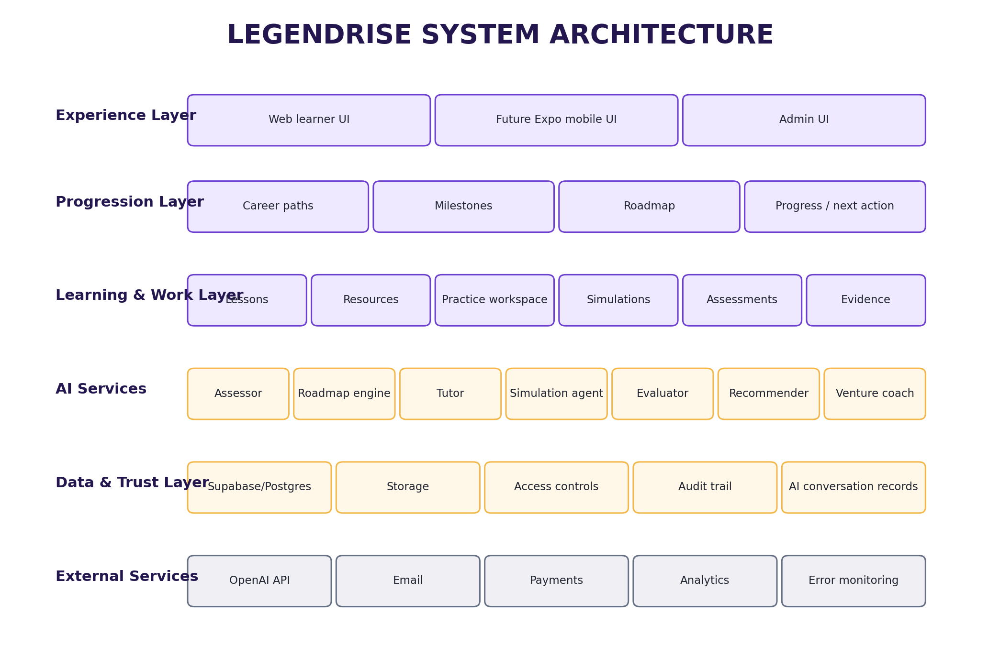 LEGENDRISE SYSTEM ARCHITECTURE
Experience Layer
Web learner UI
Future Expo mobile UI
Admin UI
Progression Layer
Career paths
Milestones
Roadmap
Progress / next action
Learning & Work Layer
Lessons
Resources
Practice workspace
Simulations
Assessments
Evidence
AI Services
Assessor
Roadmap engine
Tutor
Simulation agent
Evaluator
Recommender
Venture coach
Data & Trust Layer
Supabase/Postgres
Storage
Access controls
Audit trail
AI conversation records
External Services
OpenAI API
Email
Payments
Analytics
Error monitoring